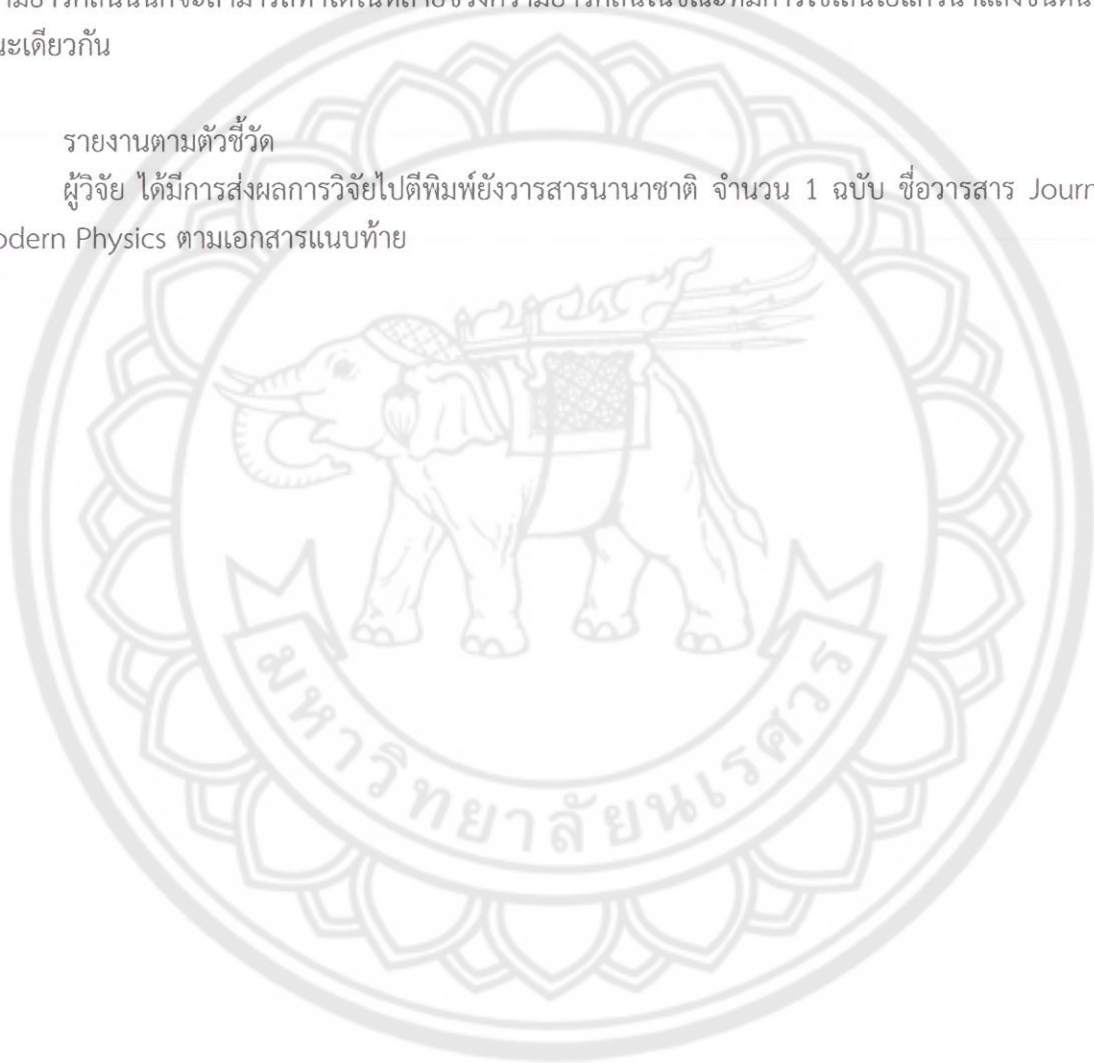 นะเดียวกัน
รายงานตามตัวชี้วัด
ผู้วิจัย ได้มีการส่งผลการวิจัยไปตีพิมพ์ยังวารสารนานาชาติ จำนวน 1 ฉบับ ชื่อวารสาร Journ
odern Physics ตามเอกสารแนบท้าย
มหาวิทยาลัยนเรศวร